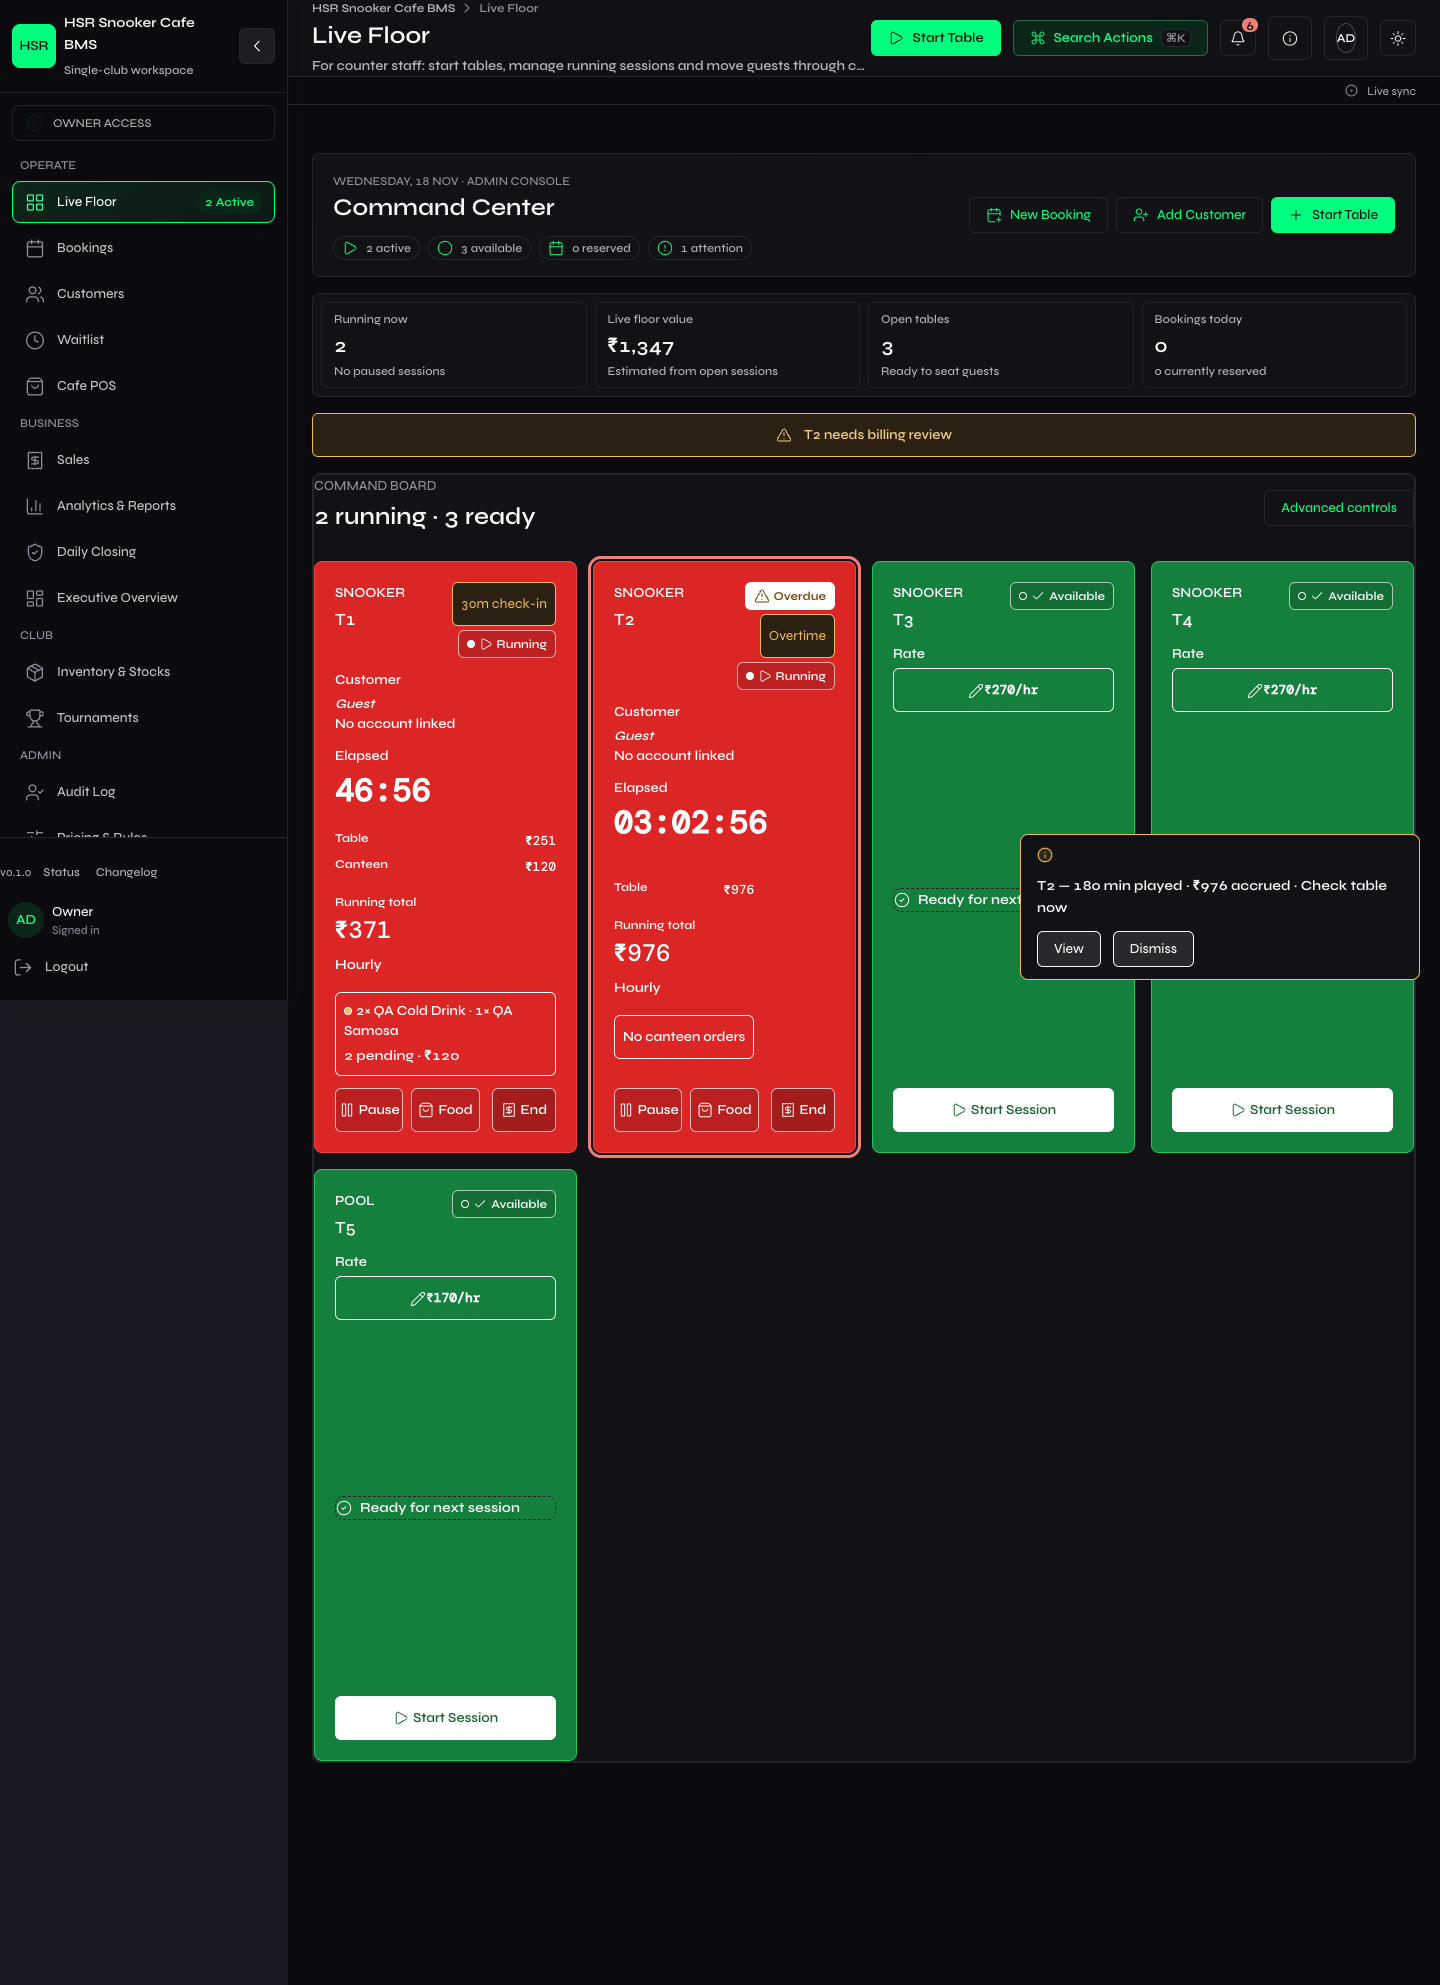 HSR
HSR Snooker Cafe
BMS
Single-club workspace
OWNER ACCESS
OPERATE
Live Floor
2 Active
Bookings
Customers
Waitlist
Cafe POS
BUSINESS
Sales
Analytics & Reports
Daily Closing
Executive Overview
CLUB
Inventory & Stocks
Tournaments
ADMIN
Audit Log
Pricing & Rules
v0.1.0 Status Changelog
AD
Owner
Signed in
Logout
HSR Snooker Cafe BMS > Live Floor
Live Floor
For counter staff: start tables, manage running sessions and move guests through c...
Start Table
Search Actions ⌘K
6
AD
Live sync
WEDNESDAY, 18 NOV · ADMIN CONSOLE
Command Center
2 active
3 available
0 reserved
1 attention
New Booking
Add Customer
Start Table
Running now
2
No paused sessions
Live floor value
₹1,347
Estimated from open sessions
Open tables
3
Ready to seat guests
Bookings today
0
0 currently reserved
T2 needs billing review
COMMAND BOARD
2 running · 3 ready
Advanced controls
SNOOKER
T1
30m check-in
Running
Customer
Guest
No account linked
Elapsed
46:56
Table ₹251
Canteen ₹120
Running total
₹371
Hourly
2× QA Cold Drink · 1× QA
Samosa
2 pending · ₹120
Pause
Food
End
SNOOKER
T2
Overdue
Overtime
Running
Customer
Guest
No account linked
Elapsed
03:02:56
Table ₹976
Running total
₹976
Hourly
No canteen orders
Pause
Food
End
SNOOKER
T3
Available
Rate
₹270/hr
Ready for next
Start Session
SNOOKER
T4
Available
Rate
₹270/hr
Start Session
T2 — 180 min played · ₹976 accrued · Check table
now
View
Dismiss
POOL
T5
Available
Rate
₹170/hr
Ready for next session
Start Session